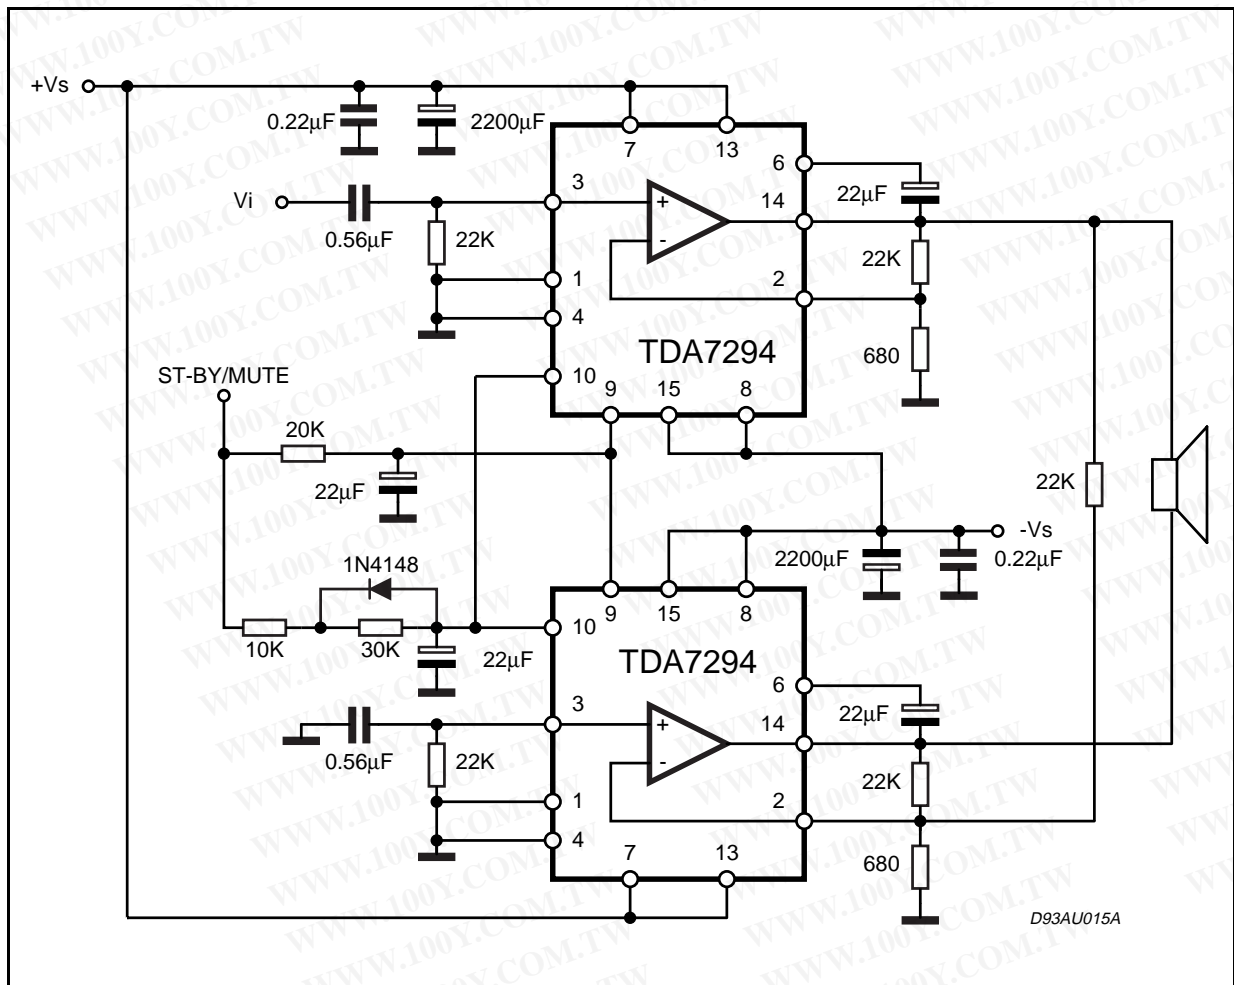 +Vs
0.22µF
2200µF
7
13
6
3
14
22µF
Vi
0.56µF
22K
+
-
22K
1
2
4
TDA7294
680
ST-BY/MUTE
10
9
15
8
20K
22µF
22K
-Vs
2200µF
0.22µF
1N4148
9
15
8
10
10K
30K
22µF
TDA7294
6
3
14
22µF
0.56µF
22K
+
-
22K
1
2
4
7
13
680
D93AU015A
WWW.100Y.COM.TW